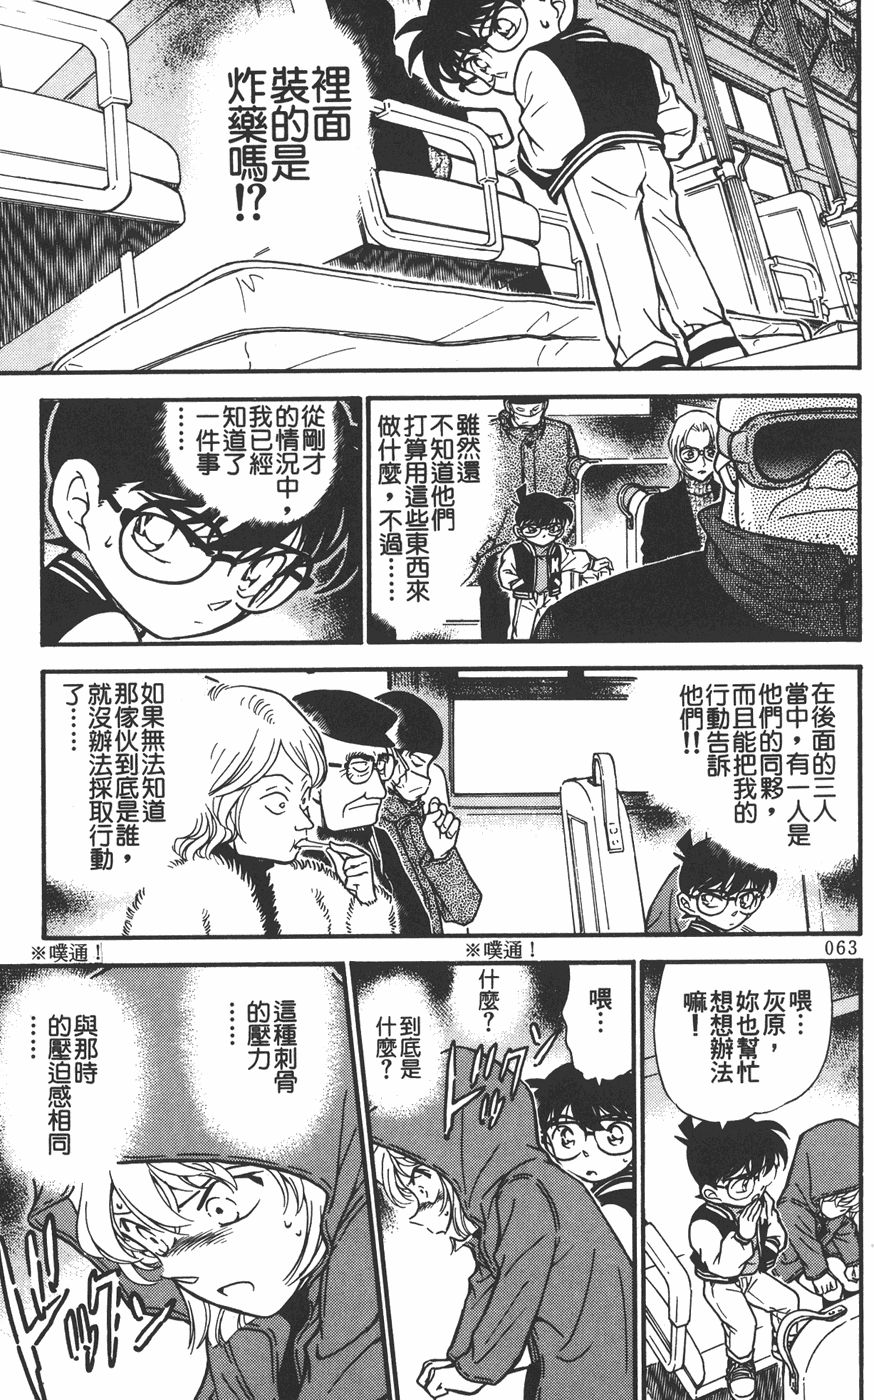 裡面
裝的是
炸藥嗎!?
雖然還
不知道他們
打算用這些東西來
做什麼，不過……
從剛才
的情況中，
我已經
知道了
一件事
……
在後面的三人
當中，有一人是
他們的同夥，
而且能把我的
行動告訴
他們!!
如果無法知道
那傢伙到底是誰，
就沒辦法採取行動
了……
063
※噗通！
※噗通！
喂…
灰原，
妳也幫忙
想想辦法
嘛！
喂…
什麼？
到底是
什麼？
ドクン
這種刺骨
的壓力
……
與那時
的壓迫感相同
……
ドクン